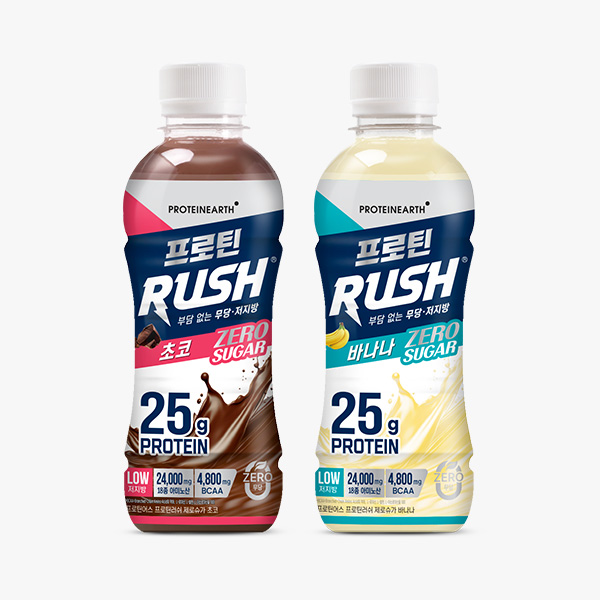 PROTEINEARTH
프로틴
RUSH®
부담 없는 무당·저지방
초코
ZERO
SUGAR
25g
PROTEIN
LOW
저지방
24,000mg
18종 아미노산
4,800mg
BCAA
ZERO
무당
프로틴어스 프로틴러쉬 제로슈가 초코
PROTEINEARTH
프로틴
RUSH®
부담 없는 무당·저지방
바나나
ZERO
SUGAR
25g
PROTEIN
LOW
저지방
24,000mg
18종 아미노산
4,800mg
BCAA
ZERO
무당
프로틴어스 프로틴러쉬 제로슈가 바나나